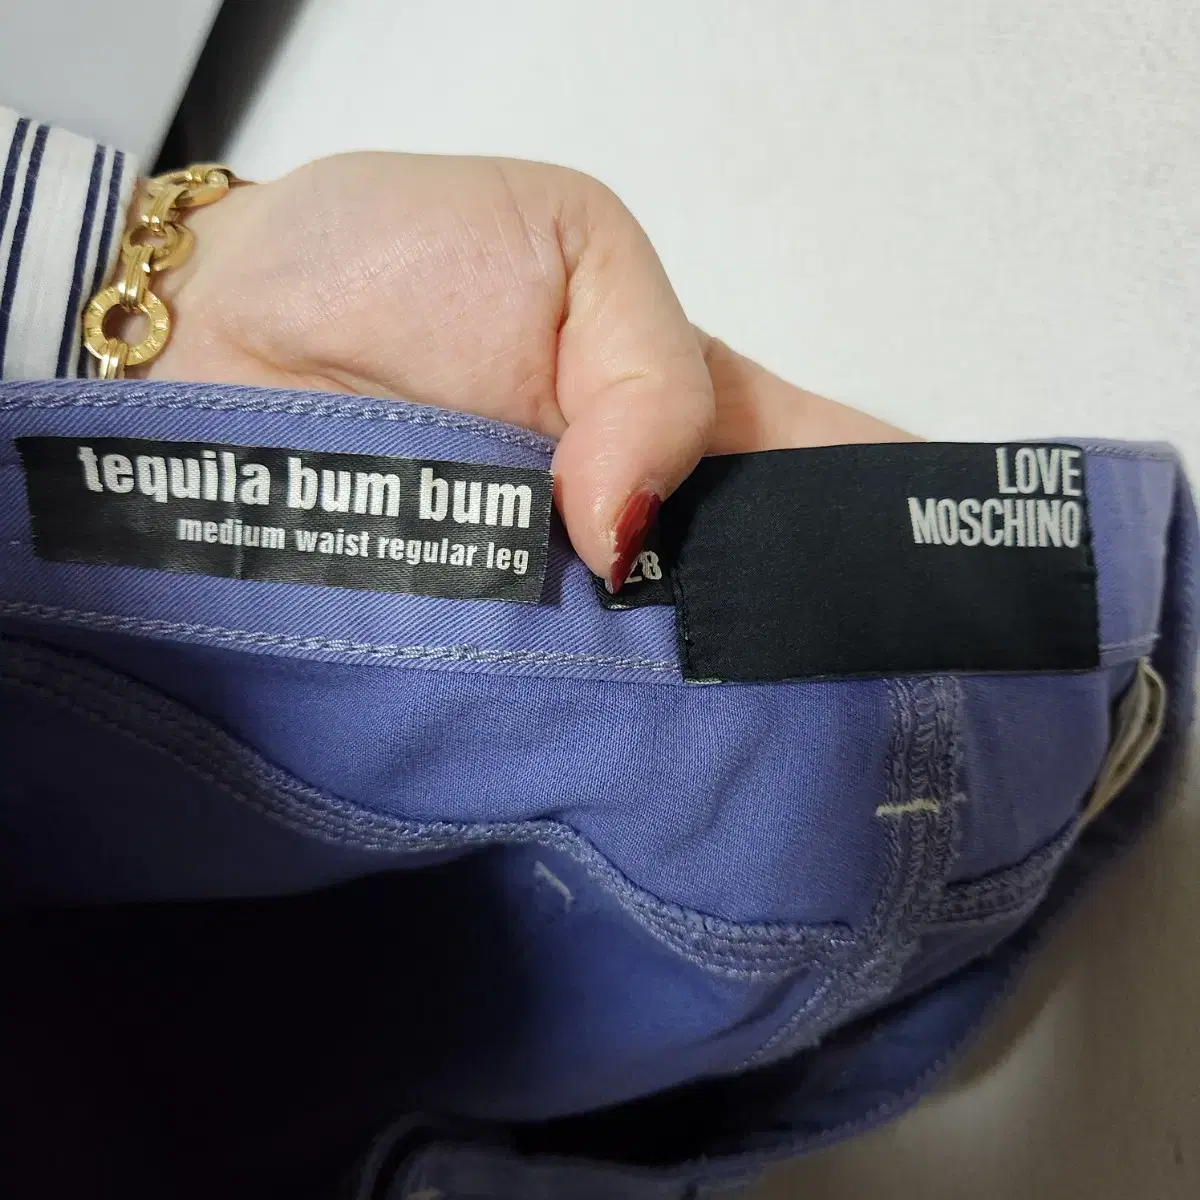 tequila bum bum
medium waist regular leg
28
LOVE
MOSCHINO